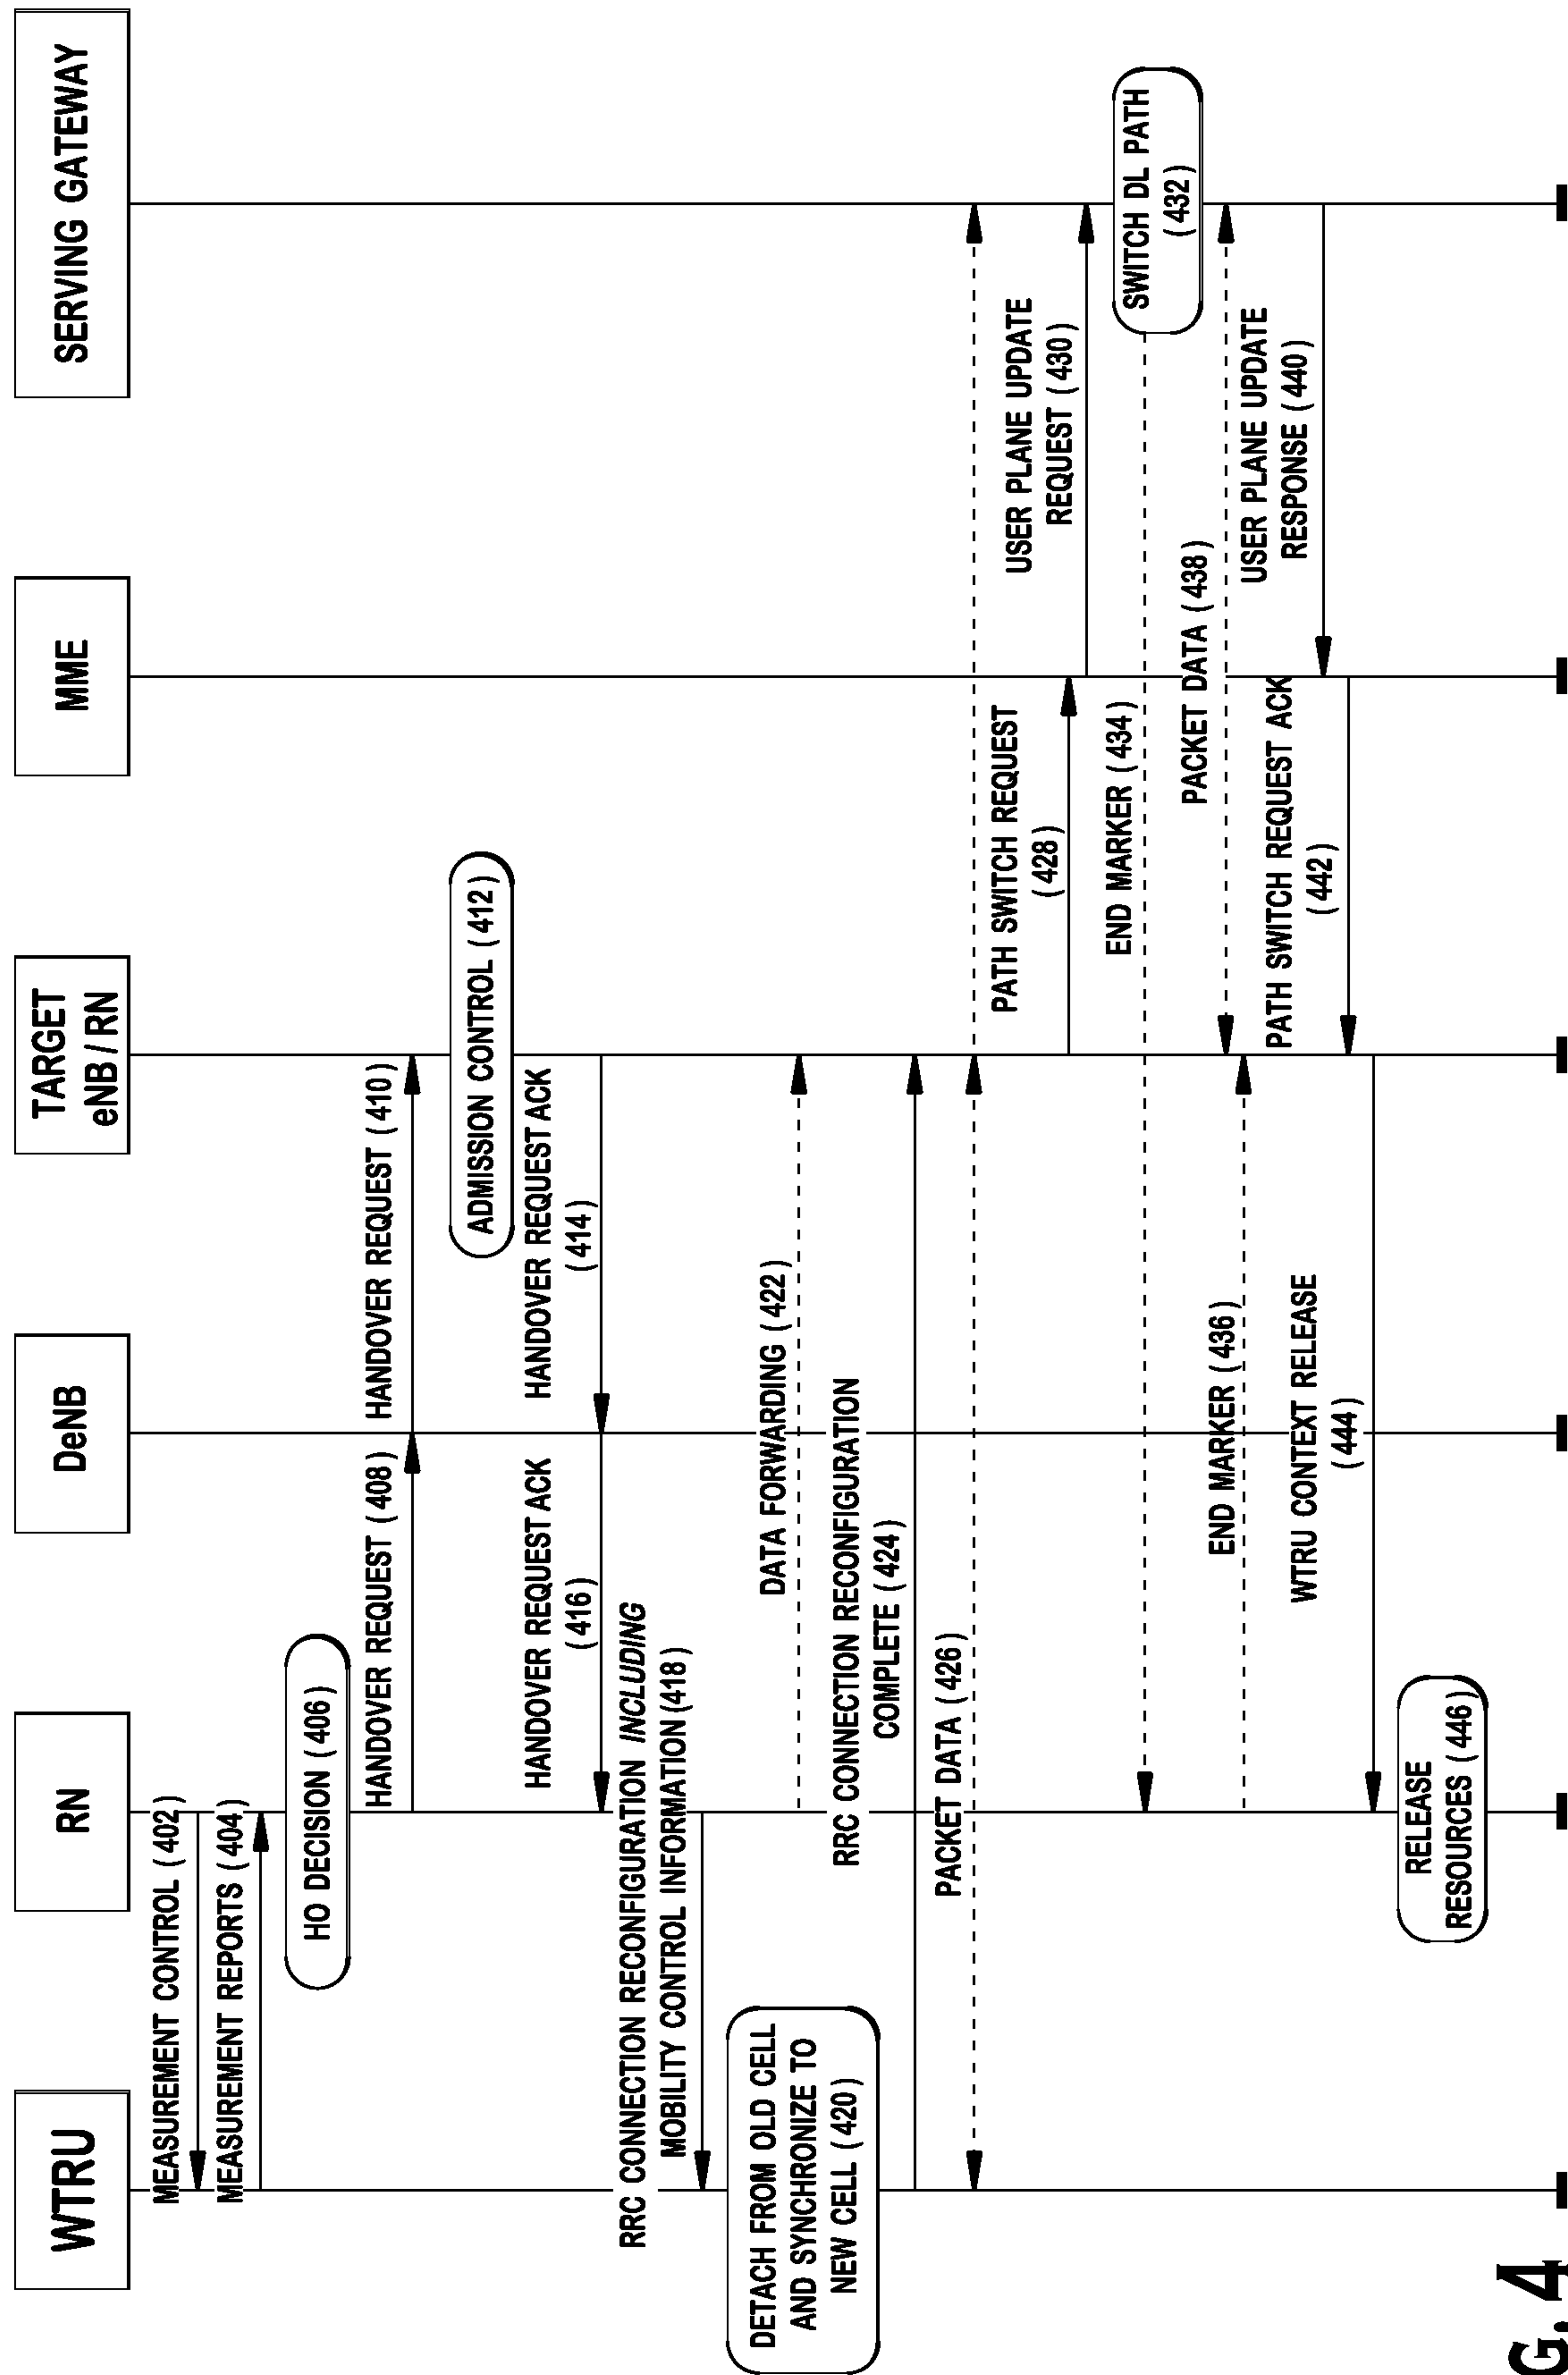 WTRU
RN
DeNB
TARGET
eNB/RN
MME
SERVING GATEWAY
MEASUREMENT CONTROL (402)
MEASUREMENT REPORTS (404)
HO DECISION (406)
HANDOVER REQUEST (408)
HANDOVER REQUEST (410)
ADMISSION CONTROL (412)
HANDOVER REQUEST ACK
(414)
HANDOVER REQUEST ACK
(416)
RRC CONNECTION RECONFIGURATION INCLUDING
MOBILITY CONTROL INFORMATION (418)
DETACH FROM OLD CELL
AND SYNCHRONIZE TO
NEW CELL (420)
DATA FORWARDING (422)
RRC CONNECTION RECONFIGURATION
COMPLETE (424)
PACKET DATA (426)
PATH SWITCH REQUEST
(428)
USER PLANE UPDATE
REQUEST (430)
SWITCH DL PATH
(432)
END MARKER (434)
END MARKER (436)
PACKET DATA (438)
USER PLANE UPDATE
RESPONSE (440)
PATH SWITCH REQUEST ACK
(442)
WTRU CONTEXT RELEASE
(444)
RELEASE
RESOURCES (446)
G. 4